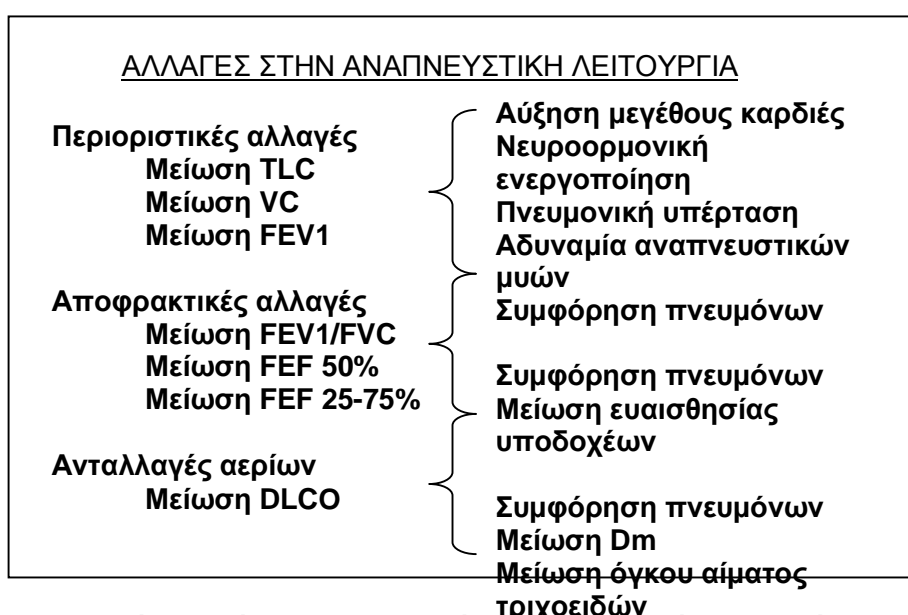 ΑΛΛΑΓΕΣ ΣΤΗΝ ΑΝΑΠΝΕΥΣΤΙΚΗ ΛΕΙΤΟΥΡΓΙΑ
Περιοριστικές αλλαγές
Μείωση TLC
Μείωση VC
Μείωση FEV1
Αποφρακτικές αλλαγές
Μείωση FEV1/FVC
Μείωση FEF 50%
Μείωση FEF 25-75%
Ανταλλαγές αερίων
Μείωση DLCO
Αύξηση μεγέθους καρδιές
Νευροορμονική
ενεργοποίηση
Πνευμονική υπέρταση
Αδυναμία αναπνευστικών
μυών
Συμφόρηση πνευμόνων
Συμφόρηση πνευμόνων
Μείωση ευαισθησίας
υποδοχέων
Συμφόρηση πνευμόνων
Μείωση Dm
Μείωση όγκου αίματος
τριχοειδών